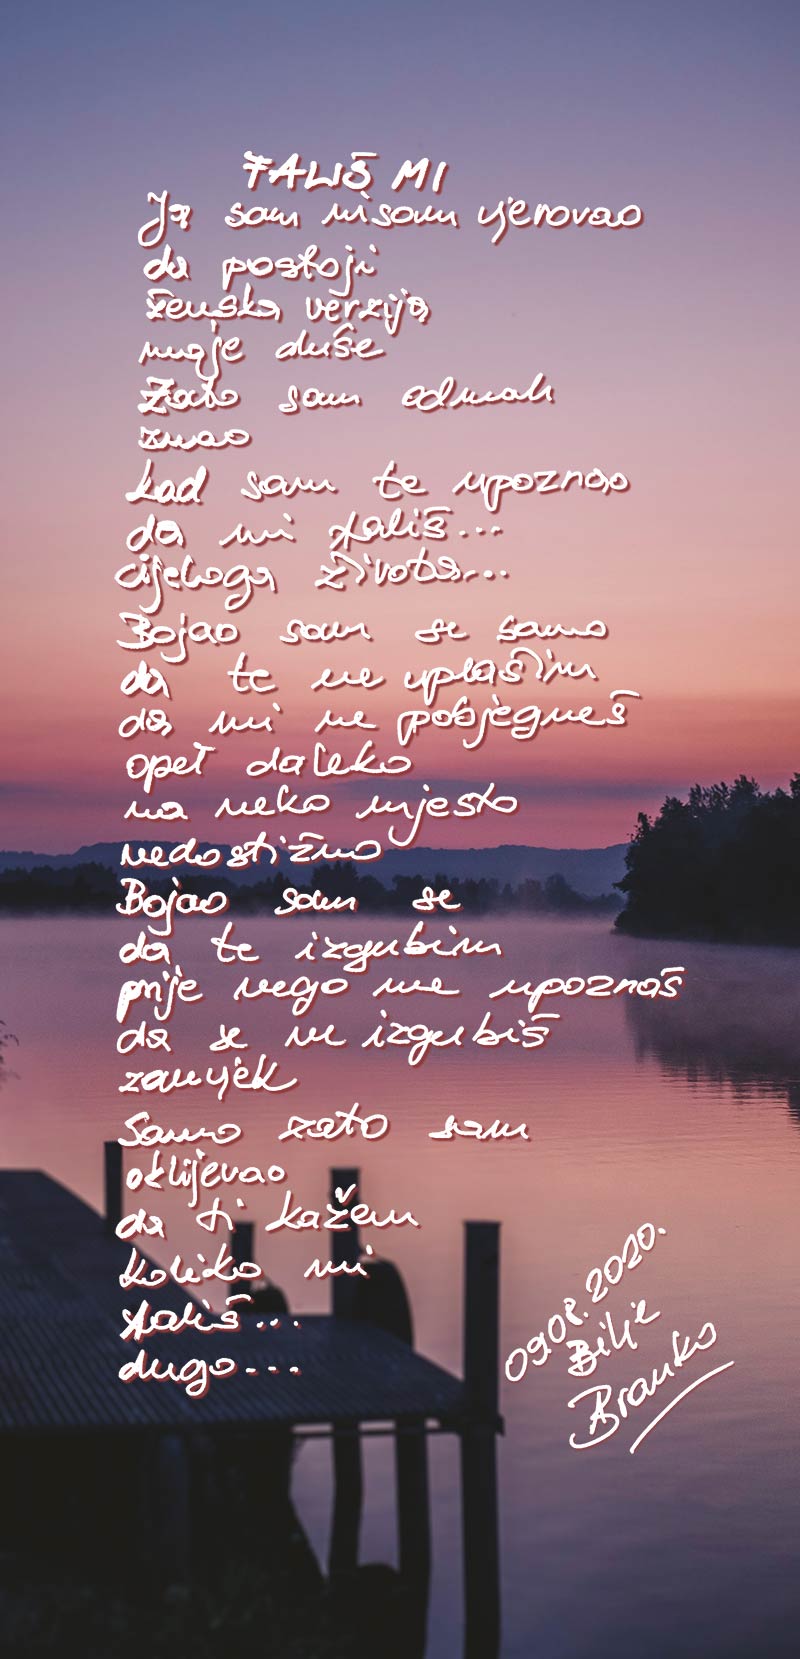 FALIŠ MI
Ja sam nisam vjerovao
da postoji
ženska verzija
moje duše
Zato sam odmah
znao
kad sam te upoznao
da mi fališ...
cijeloga života...
Bojao sam se samo
da te ne uplašim
da mi ne pobjegneš
opet daleko
na neko mjesto
nedostižno
Bojao sam se
da te izgubim
prije nego me upoznaš
da se ne izgubiš
zauvjek
Samo zato sam
oklijevao
da ti kažem
koliko mi
fališ...
dugo...
09.08.2020.
Bilje
Branko